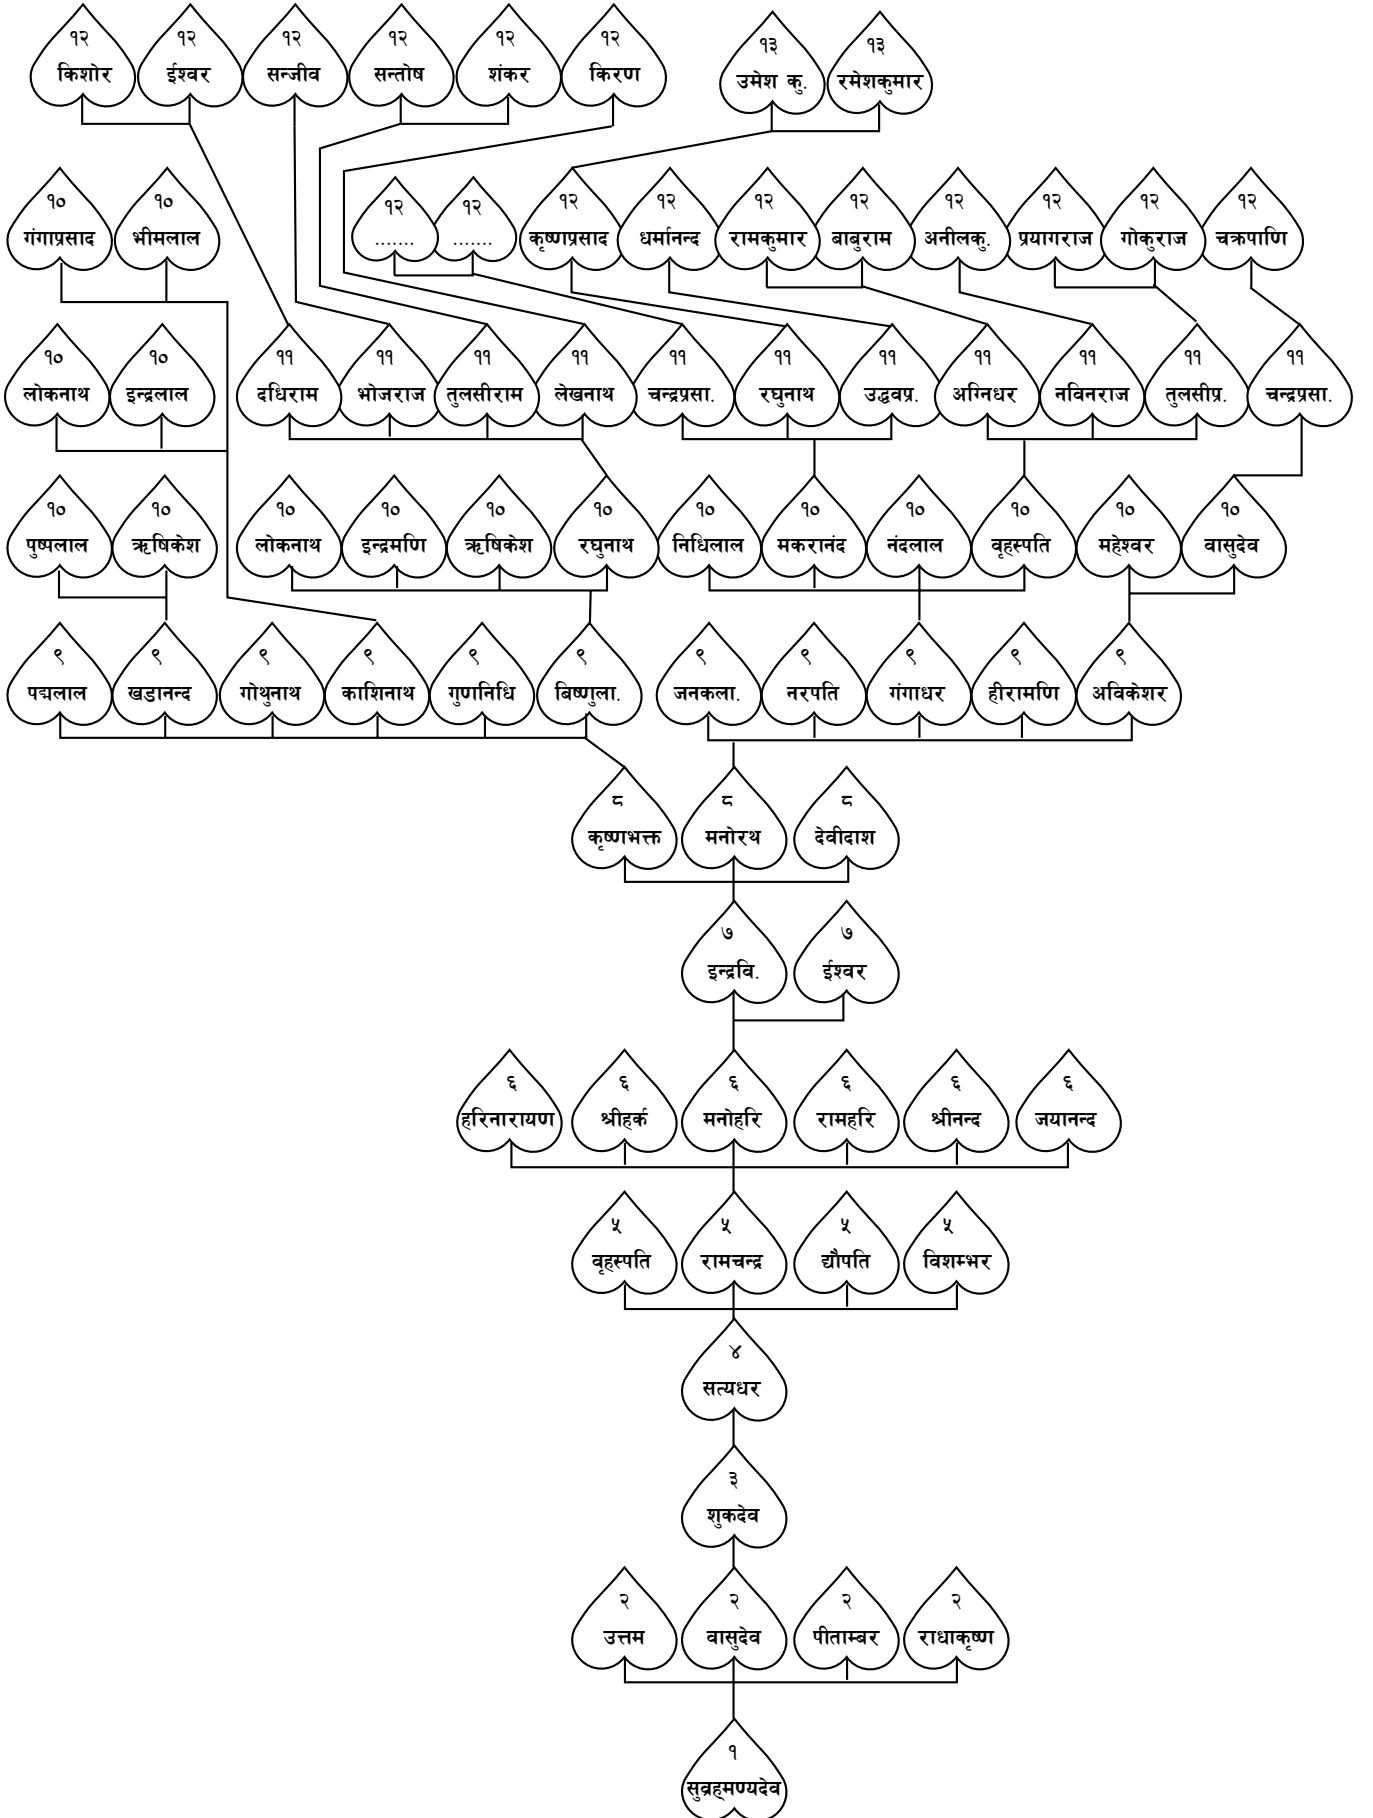 १२ १२ १२ १२ १२ १२ १३ १३
किशोर ईश्वर सन्जीव सन्तोष शंकर किरण उमेश कु. रमेशकुमार
१० १० १२ १२ १२ १२ १२ १२ १२ १२ १२ १२
गंगाप्रसाद भीमलाल ....... ....... कृष्णप्रसाद धर्मानन्द रामकुमार बाबुराम अनीलकु. प्रयागराज गोकुराज चक्रपाणि
१० १० ११ ११ ११ ११ ११ ११ ११ ११ ११ ११ ११
लोकनाथ इन्द्रलाल दधिराम भोजराज तुलसीराम लेखनाथ चन्द्रप्रसा. रघुनाथ उद्धवप्र. अग्निधर नविनराज तुलसीप्र. चन्द्रप्रसा.
१० १० १० १० १० १० १० १० १० १० १० १०
पुष्पलाल ऋषिकेश लोकनाथ इन्द्रमणि ऋषिकेश रघुनाथ निधिलाल मकरानंद नंदलाल वृहस्पति महेश्वर वासुदेव
९ ९ ९ ९ ९ ९ ९ ९ ९ ९ ९
पद्मलाल खडानन्द गोथुनाथ काशिनाथ गुणनिधि बिष्णुला. जनकला. नरपति गंगाधर हीरामणि अविकेशर
८ ८ ८
कृष्णभक्त मनोरथ देवीदाश
७ ७
इन्द्रवि. ईश्वर
६ ६ ६ ६ ६ ६
हरिनारायण श्रीहर्क मनोहरि रामहरि श्रीनन्द जयानन्द
५ ५ ५ ५
वृहस्पति रामचन्द्र द्यौपति विशम्भर
४
सत्यधर
३
शुकदेव
२ २ २ २
उत्तम वासुदेव पीताम्बर राधाकृष्ण
१
सुब्रह्मण्यदेव